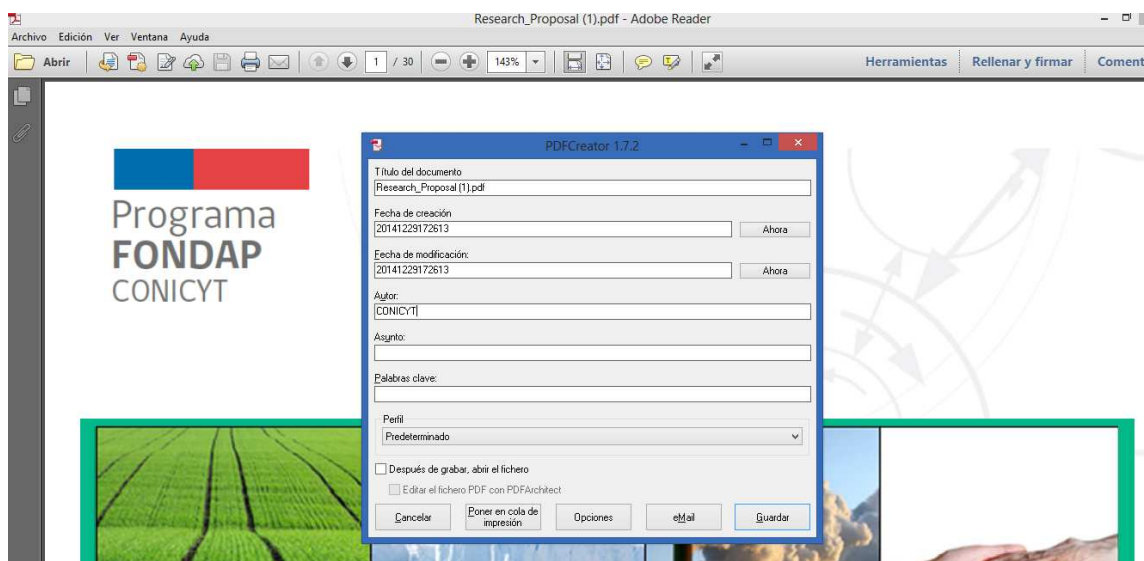 Research_Proposal (1).pdf - Adobe Reader
Archivo Edición Ver Ventana Ayuda
Abrir 1 / 30 143% Herramientas Rellenar y firmar Coment
Programa
FONDAP
CONICYT
PDFCreator 1.7.2
Título del documento
Research_Proposal (1).pdf
Fecha de creación
20141229172613 Ahora
Fecha de modificación:
20141229172613 Ahora
Autor:
CONICYT
Asunto:
Palabras clave:
Perfil
Predeterminado
Después de grabar, abrir el fichero
Editar el fichero PDF con PDFArchitect
Cancelar Poner en cola de impresión Opciones eMail Guardar